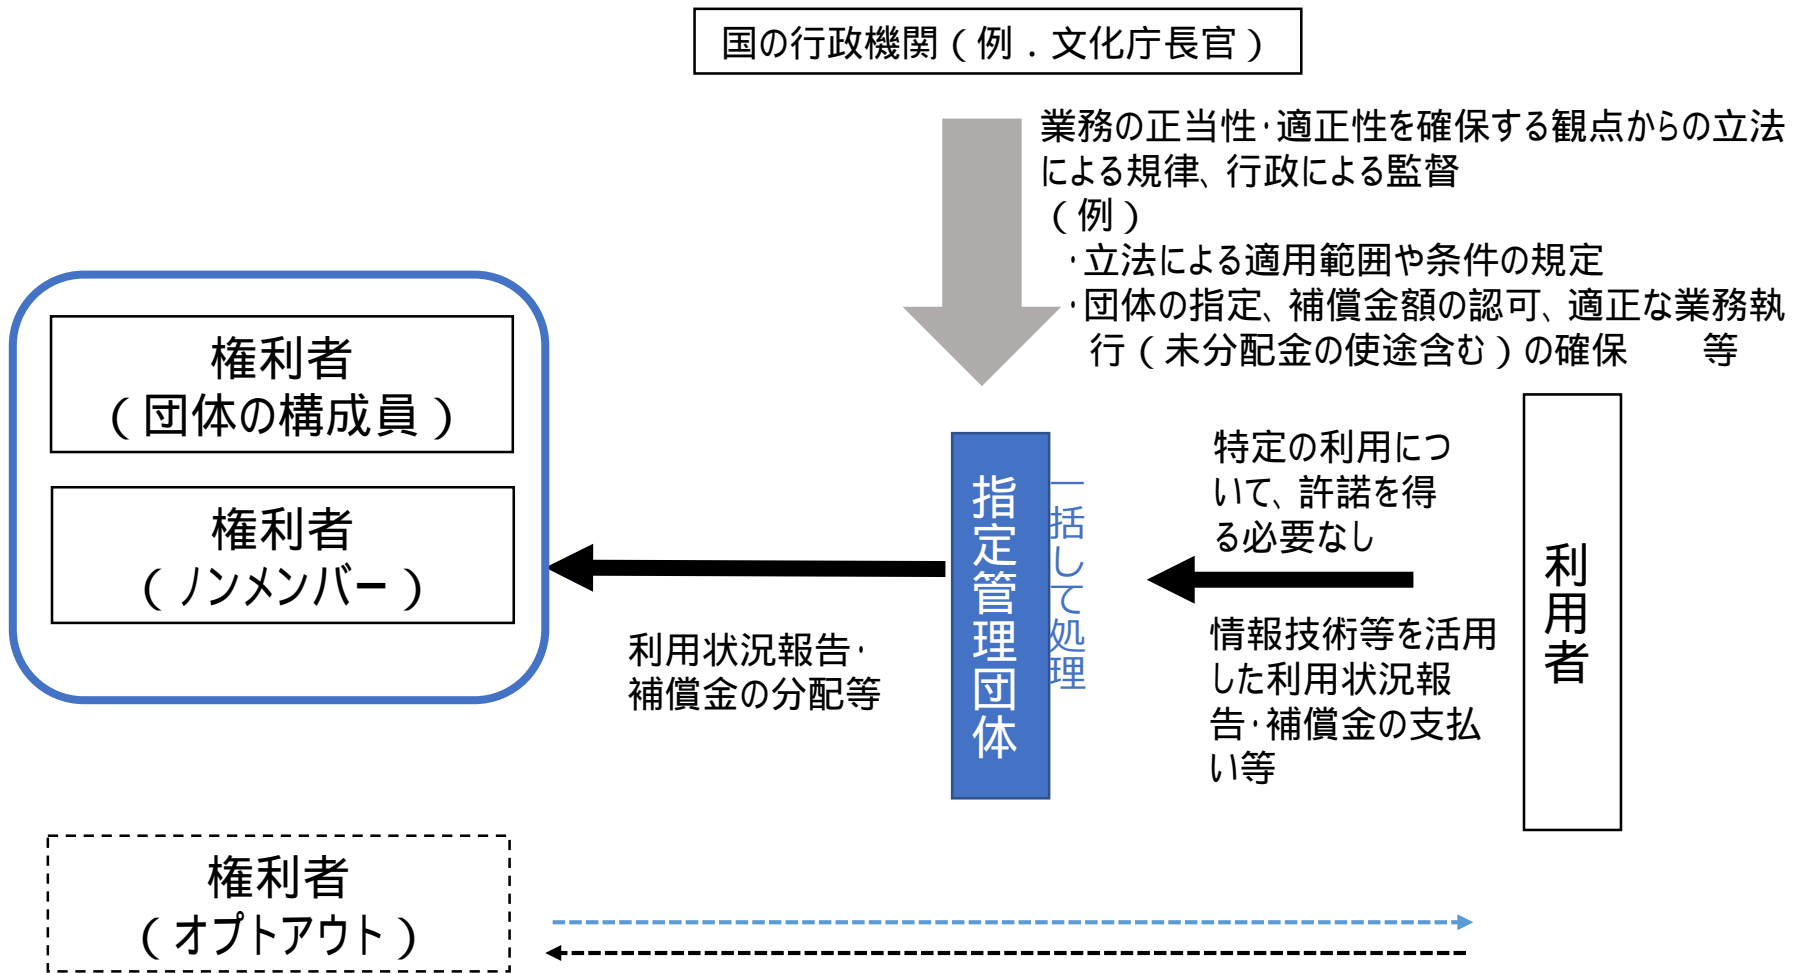 国の行政機関（例．文化庁長官）
業務の正当性・適正性を確保する観点からの立法
による規律、行政による監督
（例）
・立法による適用範囲や条件の規定
・団体の指定、補償金額の認可、適正な業務執
行（未分配金の使途含む）の確保　　等
権利者
（団体の構成員）
権利者
（ノンメンバー）
利用状況報告・
補償金の分配等
指定管理団体
一括して処理
特定の利用につ
いて、許諾を得
る必要なし
情報技術等を活用
した利用状況報
告・補償金の支払
い等
利用者
権利者
（オプトアウト）